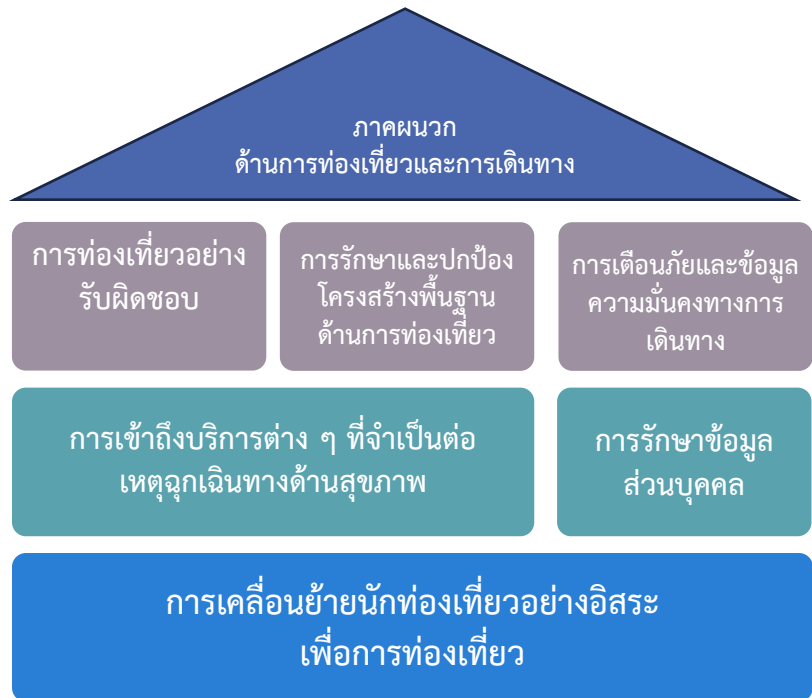 ภาคผนวก
ด้านการท่องเที่ยวและการเดินทาง
การท่องเที่ยวอย่าง
รับผิดชอบ
การรักษาและปกป้อง
โครงสร้างพื้นฐาน
ด้านการท่องเที่ยว
การเตือนภัยและข้อมูล
ความมั่นคงทางการ
เดินทาง
การเข้าถึงบริการต่าง ๆ ที่จำเป็นต่อ
เหตุฉุกเฉินทางด้านสุขภาพ
การรักษาข้อมูล
ส่วนบุคคล
การเคลื่อนย้ายนักท่องเที่ยวอย่างอิสระ
เพื่อการท่องเที่ยว